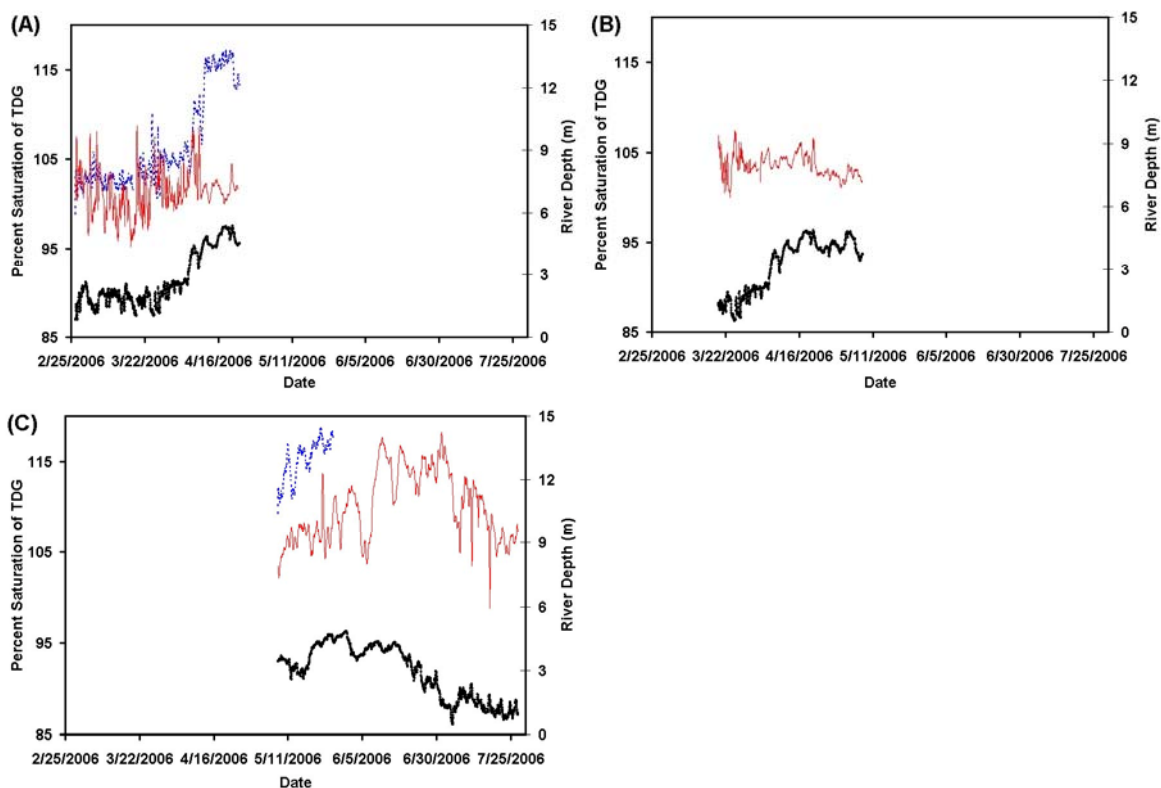 (A)
15
12
9
6
3
0
115
105
95
85
Percent Saturation of TDG
River Depth (m)
2/25/2006 3/22/2006 4/16/2006 5/11/2006 6/5/2006 6/30/2006 7/25/2006
Date
(B)
15
12
9
6
3
0
115
105
95
85
Percent Saturation of TDG
River Depth (m)
2/25/2006 3/22/2006 4/16/2006 5/11/2006 6/5/2006 6/30/2006 7/25/2006
Date
(C)
15
12
9
6
3
0
115
105
95
85
Percent Saturation of TDG
River Depth (m)
2/25/2006 3/22/2006 4/16/2006 5/11/2006 6/5/2006 6/30/2006 7/25/2006
Date